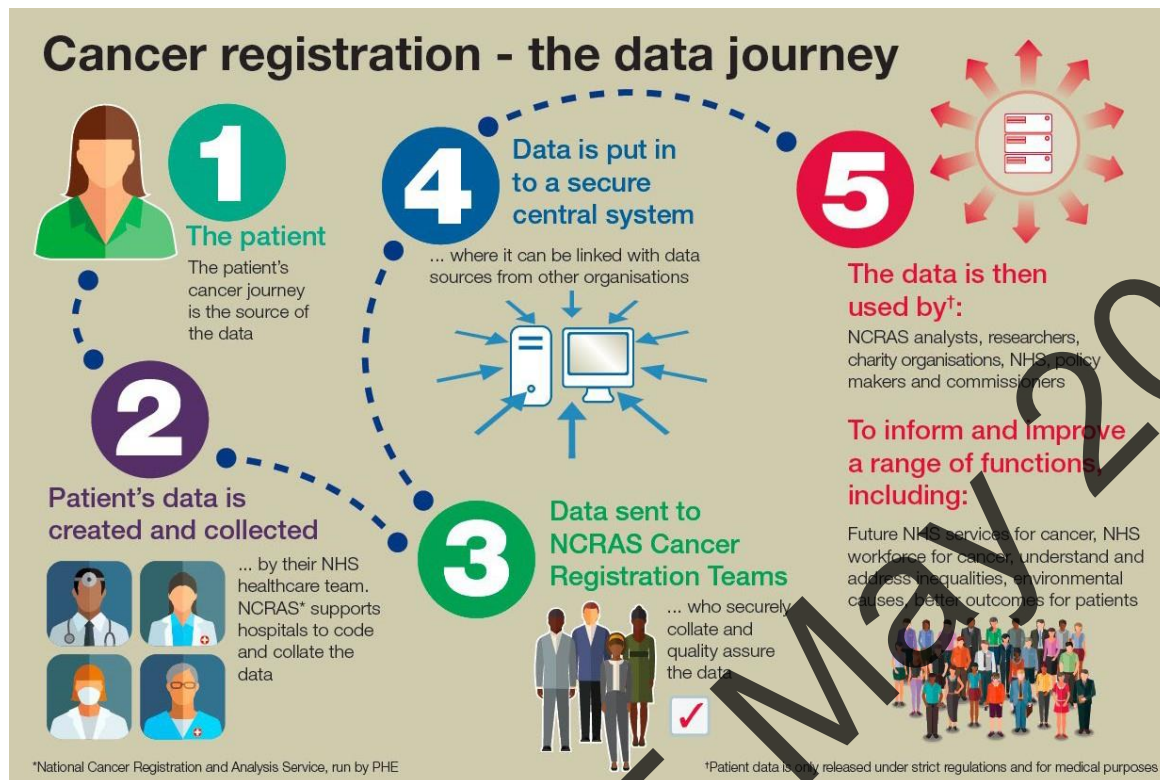 Cancer registration - the data journey
1
The patient
The patient's
cancer journey
is the source of
the data
2
Patient's data is
created and collected
... by their NHS
healthcare team.
NCRAS* supports
hospitals to code
and collate the
data
3
Data sent to
NCRAS Cancer
Registration Teams
... who securely
collate and
quality assure
the data
4
Data is put in
to a secure
central system
... where it can be linked with data
sources from other organisations
5
The data is then
used by†:
NCRAS analysts, researchers,
charity organisations, NHS, policy
makers and commissioners
To inform and improve
a range of functions,
including:
Future NHS services for cancer, NHS
workforce for cancer, understand and
address inequalities, environmental
causes, better outcomes for patients
*National Cancer Registration and Analysis Service, run by PHE
†Patient data is only released under strict regulations and for medical purposes
May